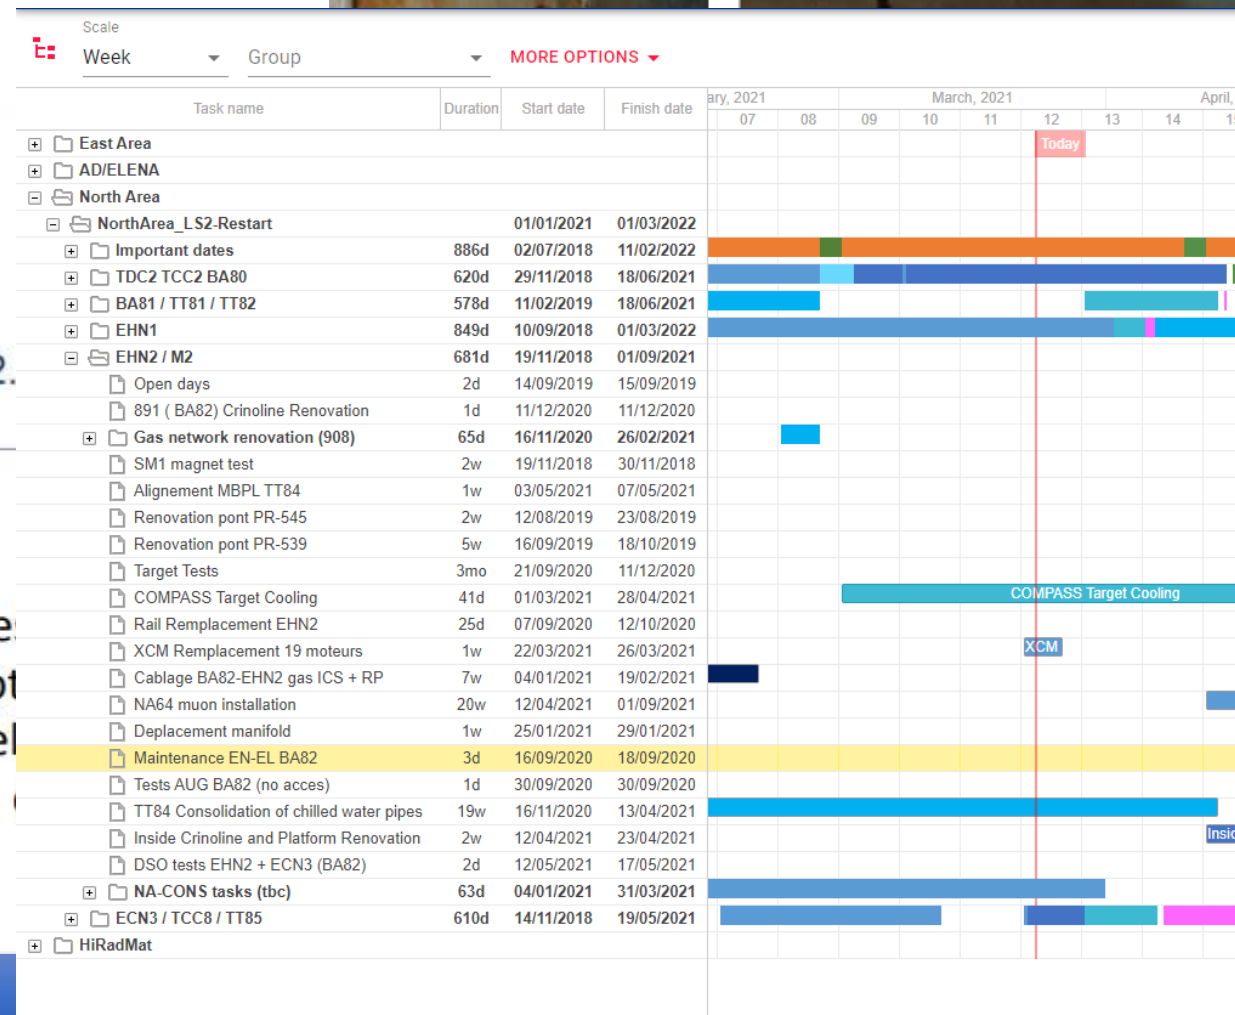 Scale
Week Group MORE OPTIONS
Task name Duration Start date Finish date ary, 2021 March, 2021 April,
07 08 09 10 11 12 13 14
East Area Today
AD/ELENA
North Area
NorthArea_LS2-Restart 01/01/2021 01/03/2022
Important dates 886d 02/07/2018 11/02/2022
TDC2 TCC2 BA80 620d 29/11/2018 18/06/2021
BA81 / TT81 / TT82 578d 11/02/2019 18/06/2021
EHN1 849d 10/09/2018 01/03/2022
EHN2 / M2 681d 19/11/2018 01/09/2021
Open days 2d 14/09/2019 15/09/2019
891 ( BA82) Crinoline Renovation 1d 11/12/2020 11/12/2020
Gas network renovation (908) 65d 16/11/2020 26/02/2021
SM1 magnet test 2w 19/11/2018 30/11/2018
Alignement MBPL TT84 1w 03/05/2021 07/05/2021
Renovation pont PR-545 2w 12/08/2019 23/08/2019
Renovation pont PR-539 5w 16/09/2019 18/10/2019
Target Tests 3mo 21/09/2020 11/12/2020
COMPASS Target Cooling 41d 01/03/2021 28/04/2021 COMPASS Target Cooling
Rail Remplacement EHN2 25d 07/09/2020 12/10/2020
XCM Remplacement 19 moteurs 1w 22/03/2021 26/03/2021 XCM
Cablage BA82-EHN2 gas ICS + RP 7w 04/01/2021 19/02/2021
NA64 muon installation 20w 12/04/2021 01/09/2021
Deplacement manifold 1w 25/01/2021 29/01/2021
Maintenance EN-EL BA82 3d 16/09/2020 18/09/2020
Tests AUG BA82 (no acces) 1d 30/09/2020 30/09/2020
TT84 Consolidation of chilled water pipes 19w 16/11/2020 13/04/2021
Inside Crinoline and Platform Renovation 2w 12/04/2021 23/04/2021 Insid
DSO tests EHN2 + ECN3 (BA82) 2d 12/05/2021 17/05/2021
NA-CONS tasks (tbc) 63d 04/01/2021 31/03/2021
ECN3 / TCC8 / TT85 610d 14/11/2018 19/05/2021
HiRadMat